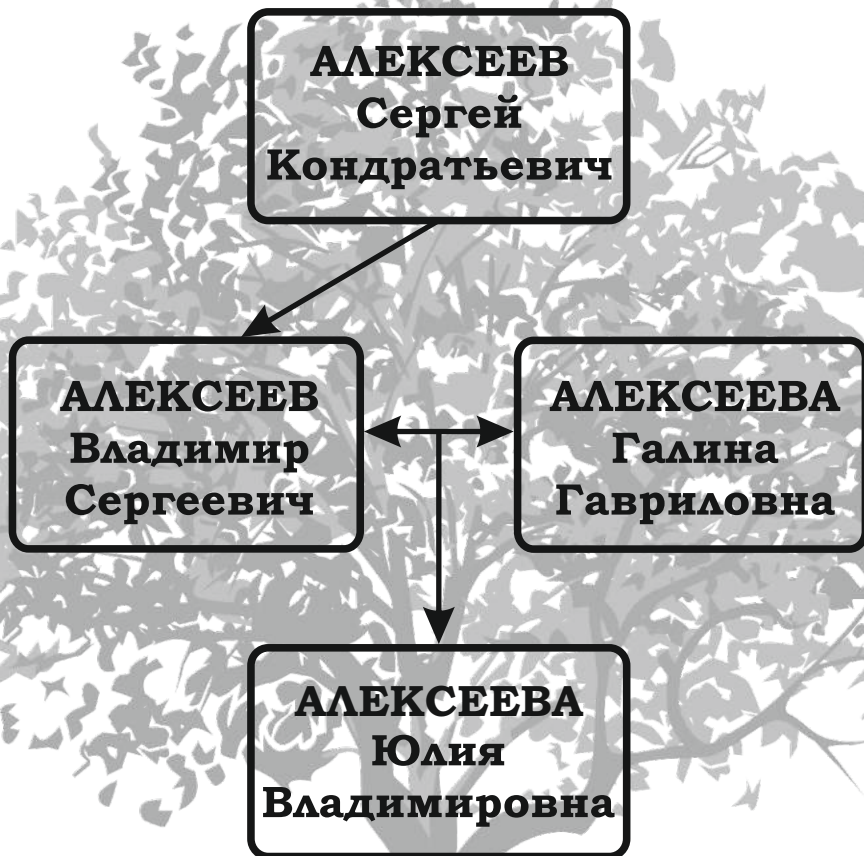 АЛЕКСЕЕВ
Сергей
Кондратьевич
АЛЕКСЕЕВ
Владимир
Сергеевич
АЛЕКСЕЕВА
Галина
Гавриловна
АЛЕКСЕЕВА
Юлия
Владимировна